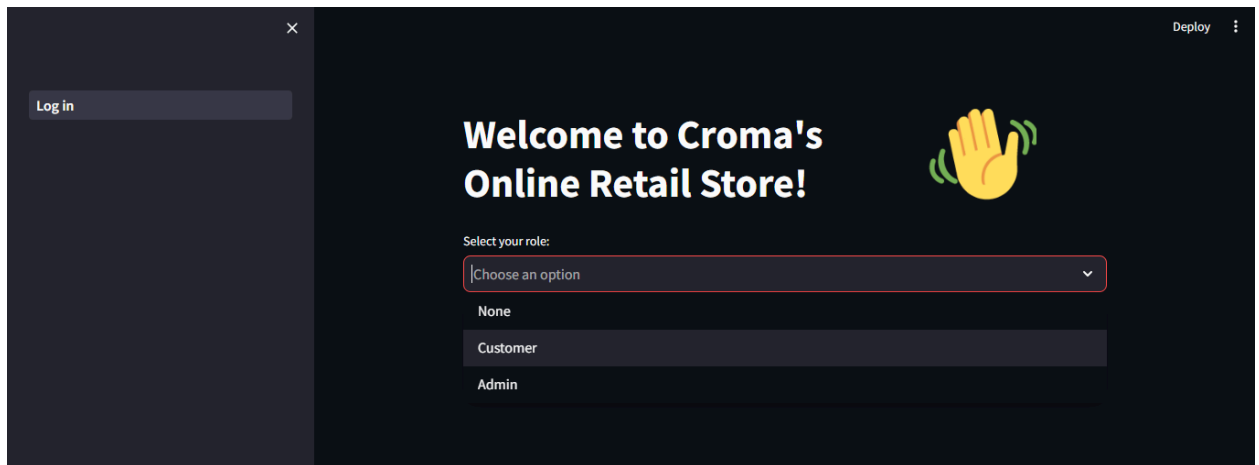 Deploy
Log in
Welcome to Croma's
Online Retail Store!
Select your role:
Choose an option
None
Customer
Admin